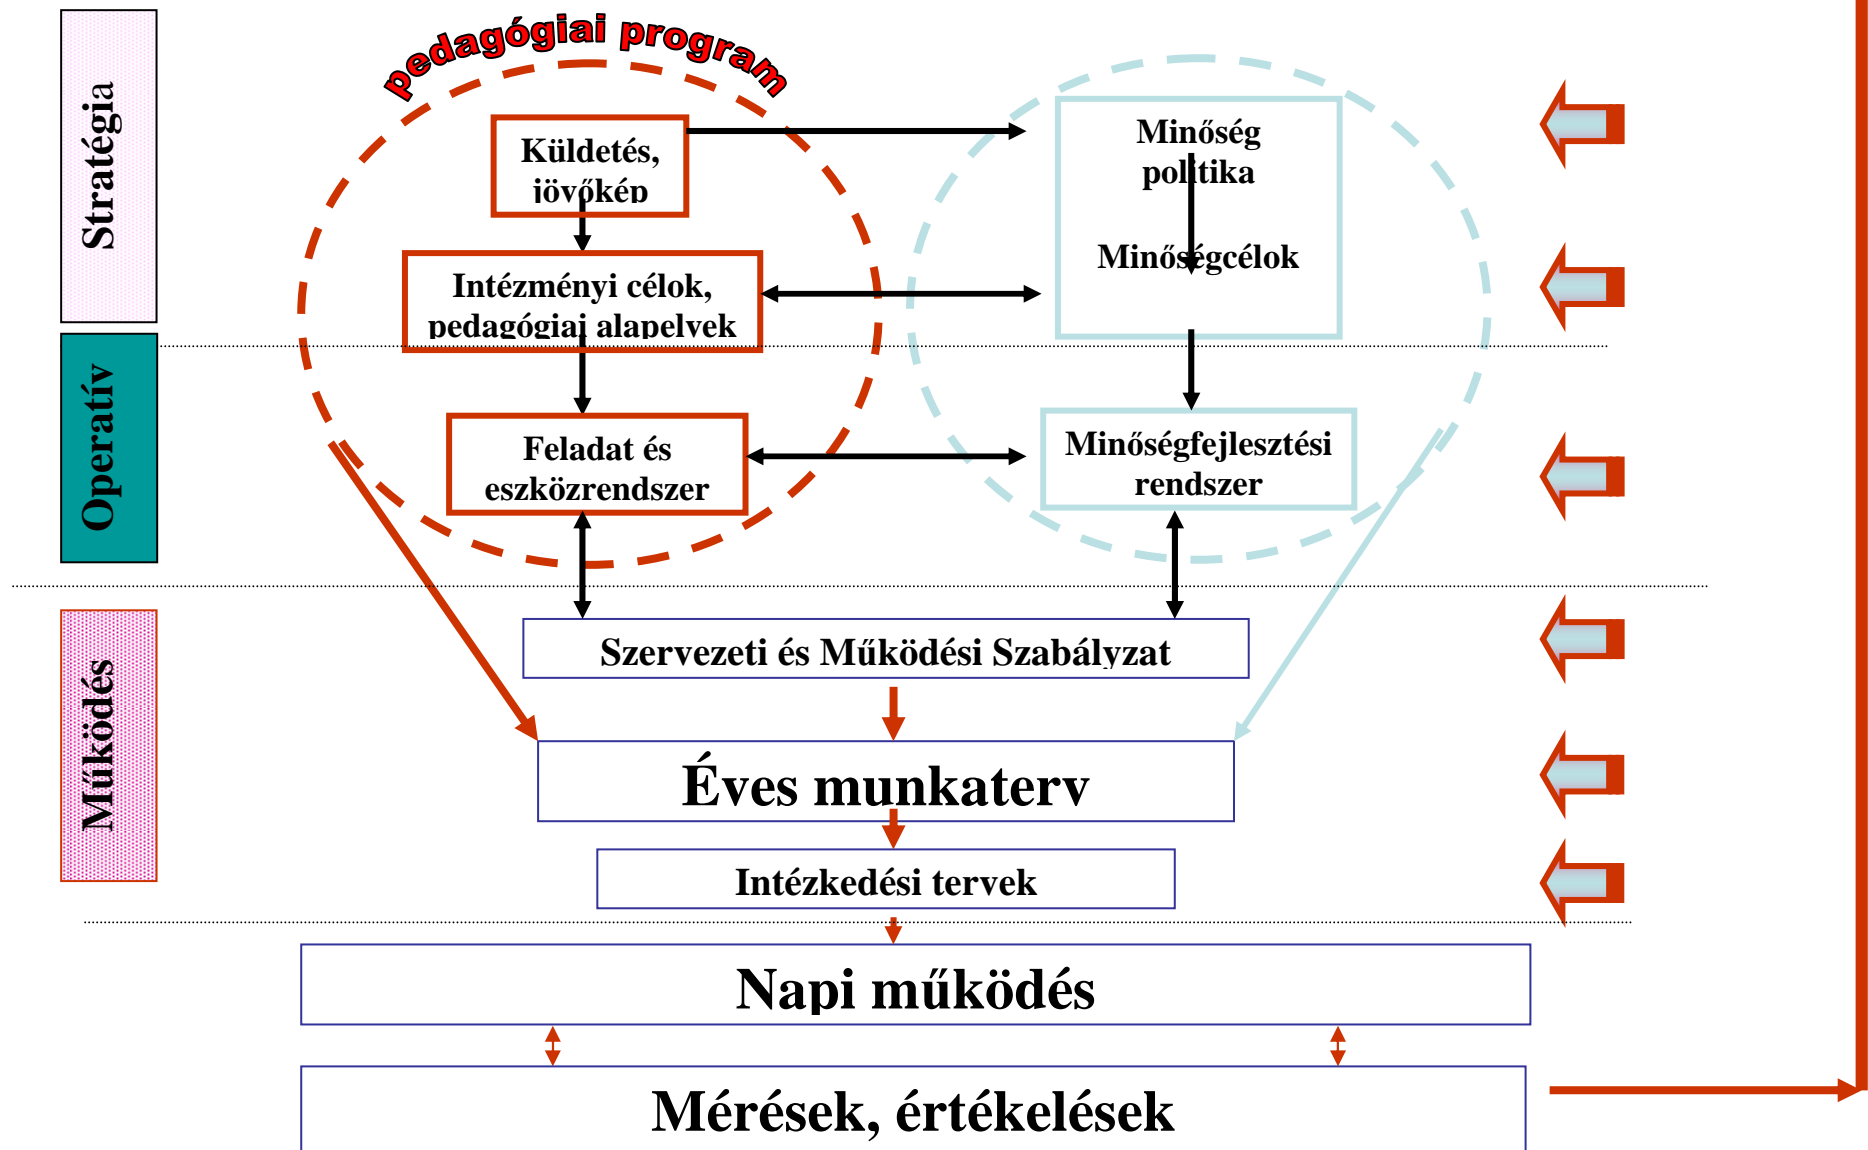 pedagógiai program
Stratégia
Küldetés,
jövőkép
Minőség
politika
Minőségcélok
Intézményi célok,
pedagógiai alapelvek
Operatív
Feladat és
eszközrendszer
Minőségfejlesztési
rendszer
Működés
Szervezeti és Működési Szabályzat
Éves munkaterv
Intézkedési tervek
Napi működés
Mérések, értékelések